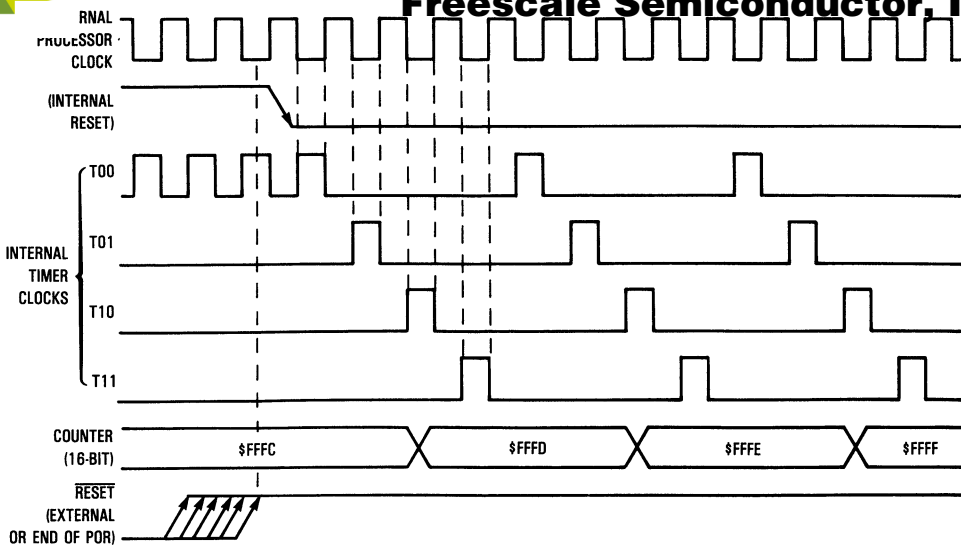 Freescale Semiconductor, I
RNAL
PROCESSOR
CLOCK
(INTERNAL
RESET)
T00
T01
INTERNAL
TIMER
CLOCKS
T10
T11
COUNTER
(16-BIT)
$FFFC
$FFFD
$FFFE
$FFFF
RESET
(EXTERNAL
OR END OF POR)